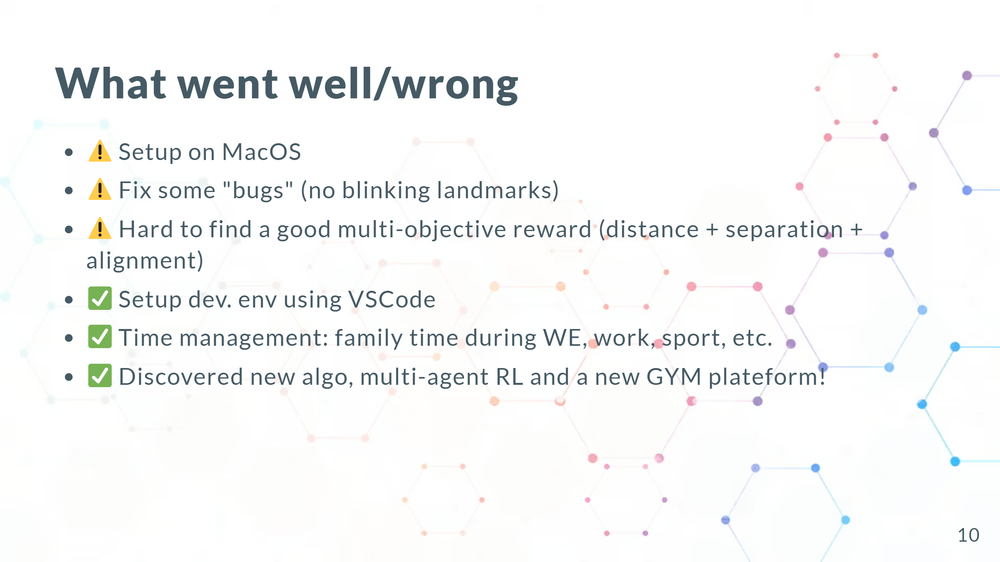 What went well/wrong
• ⚠️ Setup on MacOS
• ⚠️ Fix some "bugs" (no blinking landmarks)
• ⚠️ Hard to find a good multi-objective reward (distance + separation +
alignment)
• ✅ Setup dev. env using VSCode
• ✅ Time management: family time during WE, work, sport, etc.
• ✅ Discovered new algo, multi-agent RL and a new GYM plateform!
10